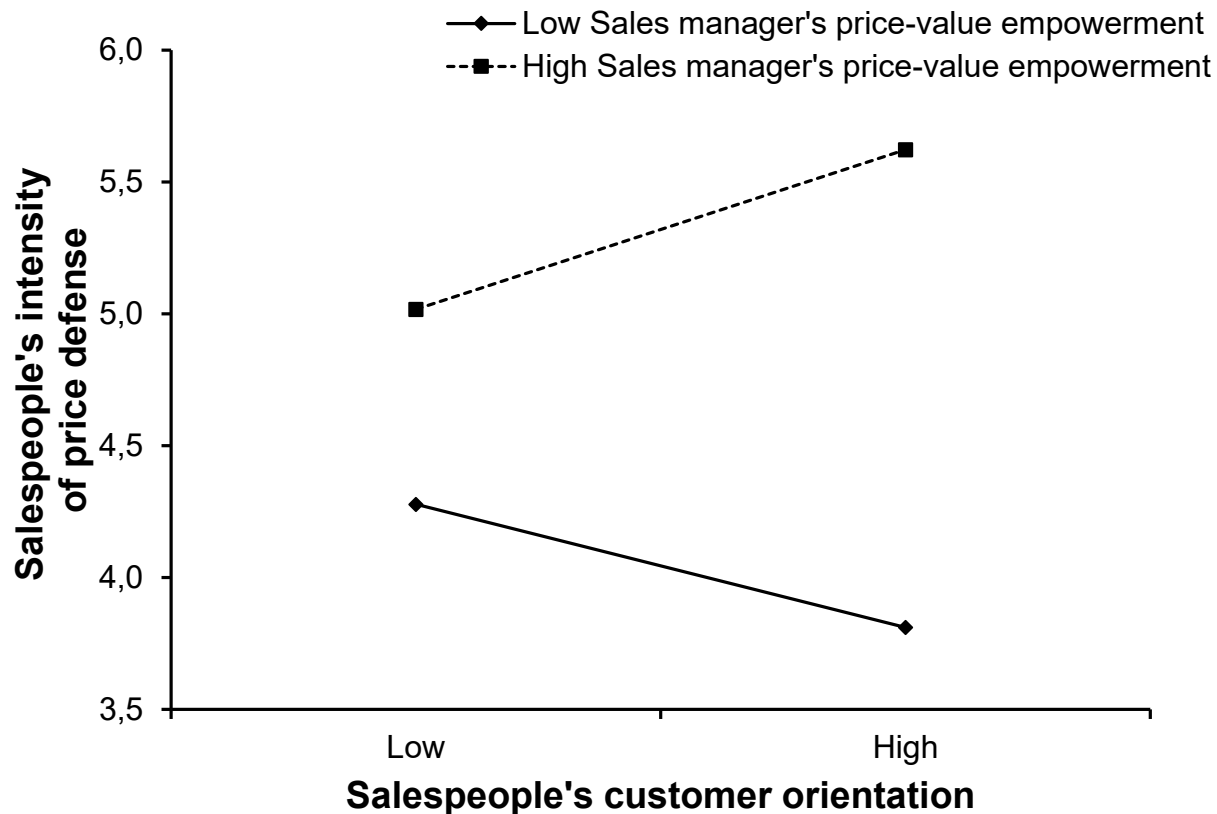 Low Sales manager's price-value empowerment
High Sales manager's price-value empowerment
6,0
5,5
5,0
4,5
4,0
3,5
Salespeople's intensity
of price defense
Low
High
Salespeople's customer orientation